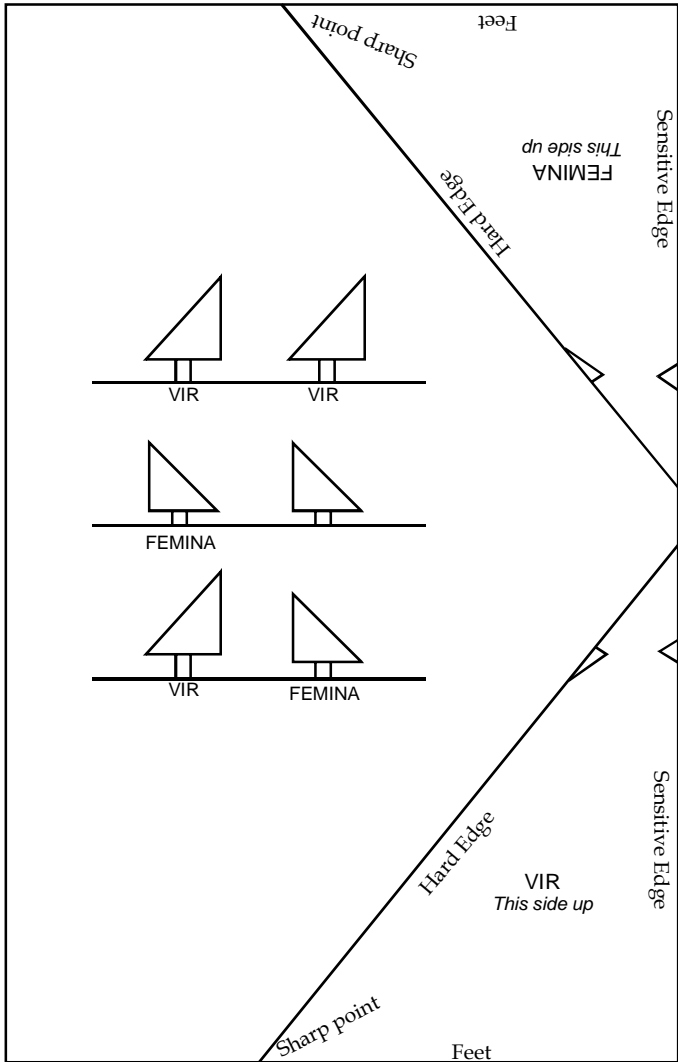 Feet
Sharp point
Sensitive Edge
FEMINA
This side up
Hard Edge
VIR
VIR
FEMINA
VIR
FEMINA
Hard Edge
Sensitive Edge
VIR
This side up
Sharp point
Feet